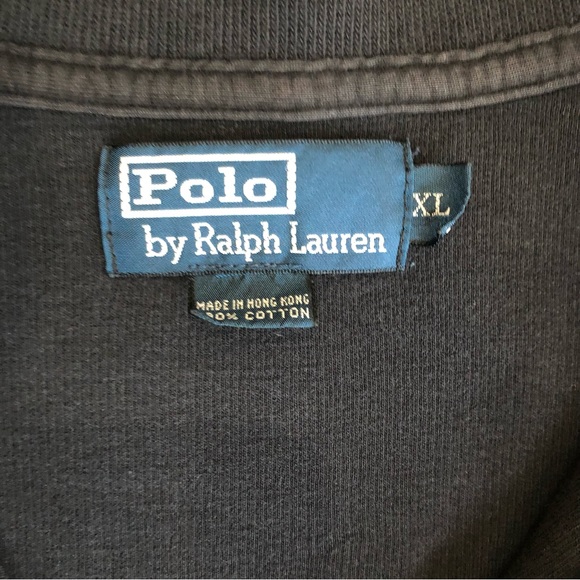 Polo
by Ralph Lauren
XL
MADE IN HONG KONG
00% COTTON